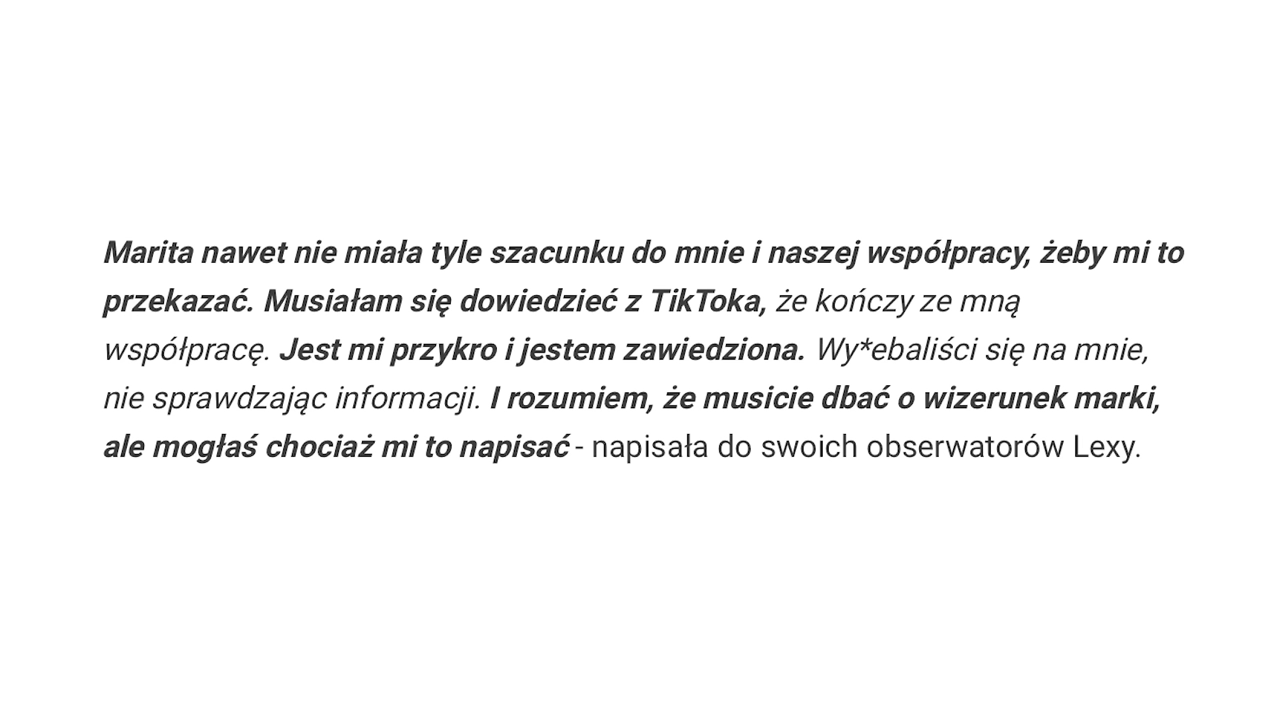 Marita nawet nie miała tyle szacunku do mnie i naszej współpracy, żeby mi to
przekazać. Musiałam się dowiedzieć z TikToka, że kończy ze mną
współpracę. Jest mi przykro i jestem zawiedziona. Wy*ebaliści się na mnie,
nie sprawdzając informacji. I rozumiem, że musicie dbać o wizerunek marki,
ale mogłaś chociaż mi to napisać - napisała do swoich obserwatorów Lexy.